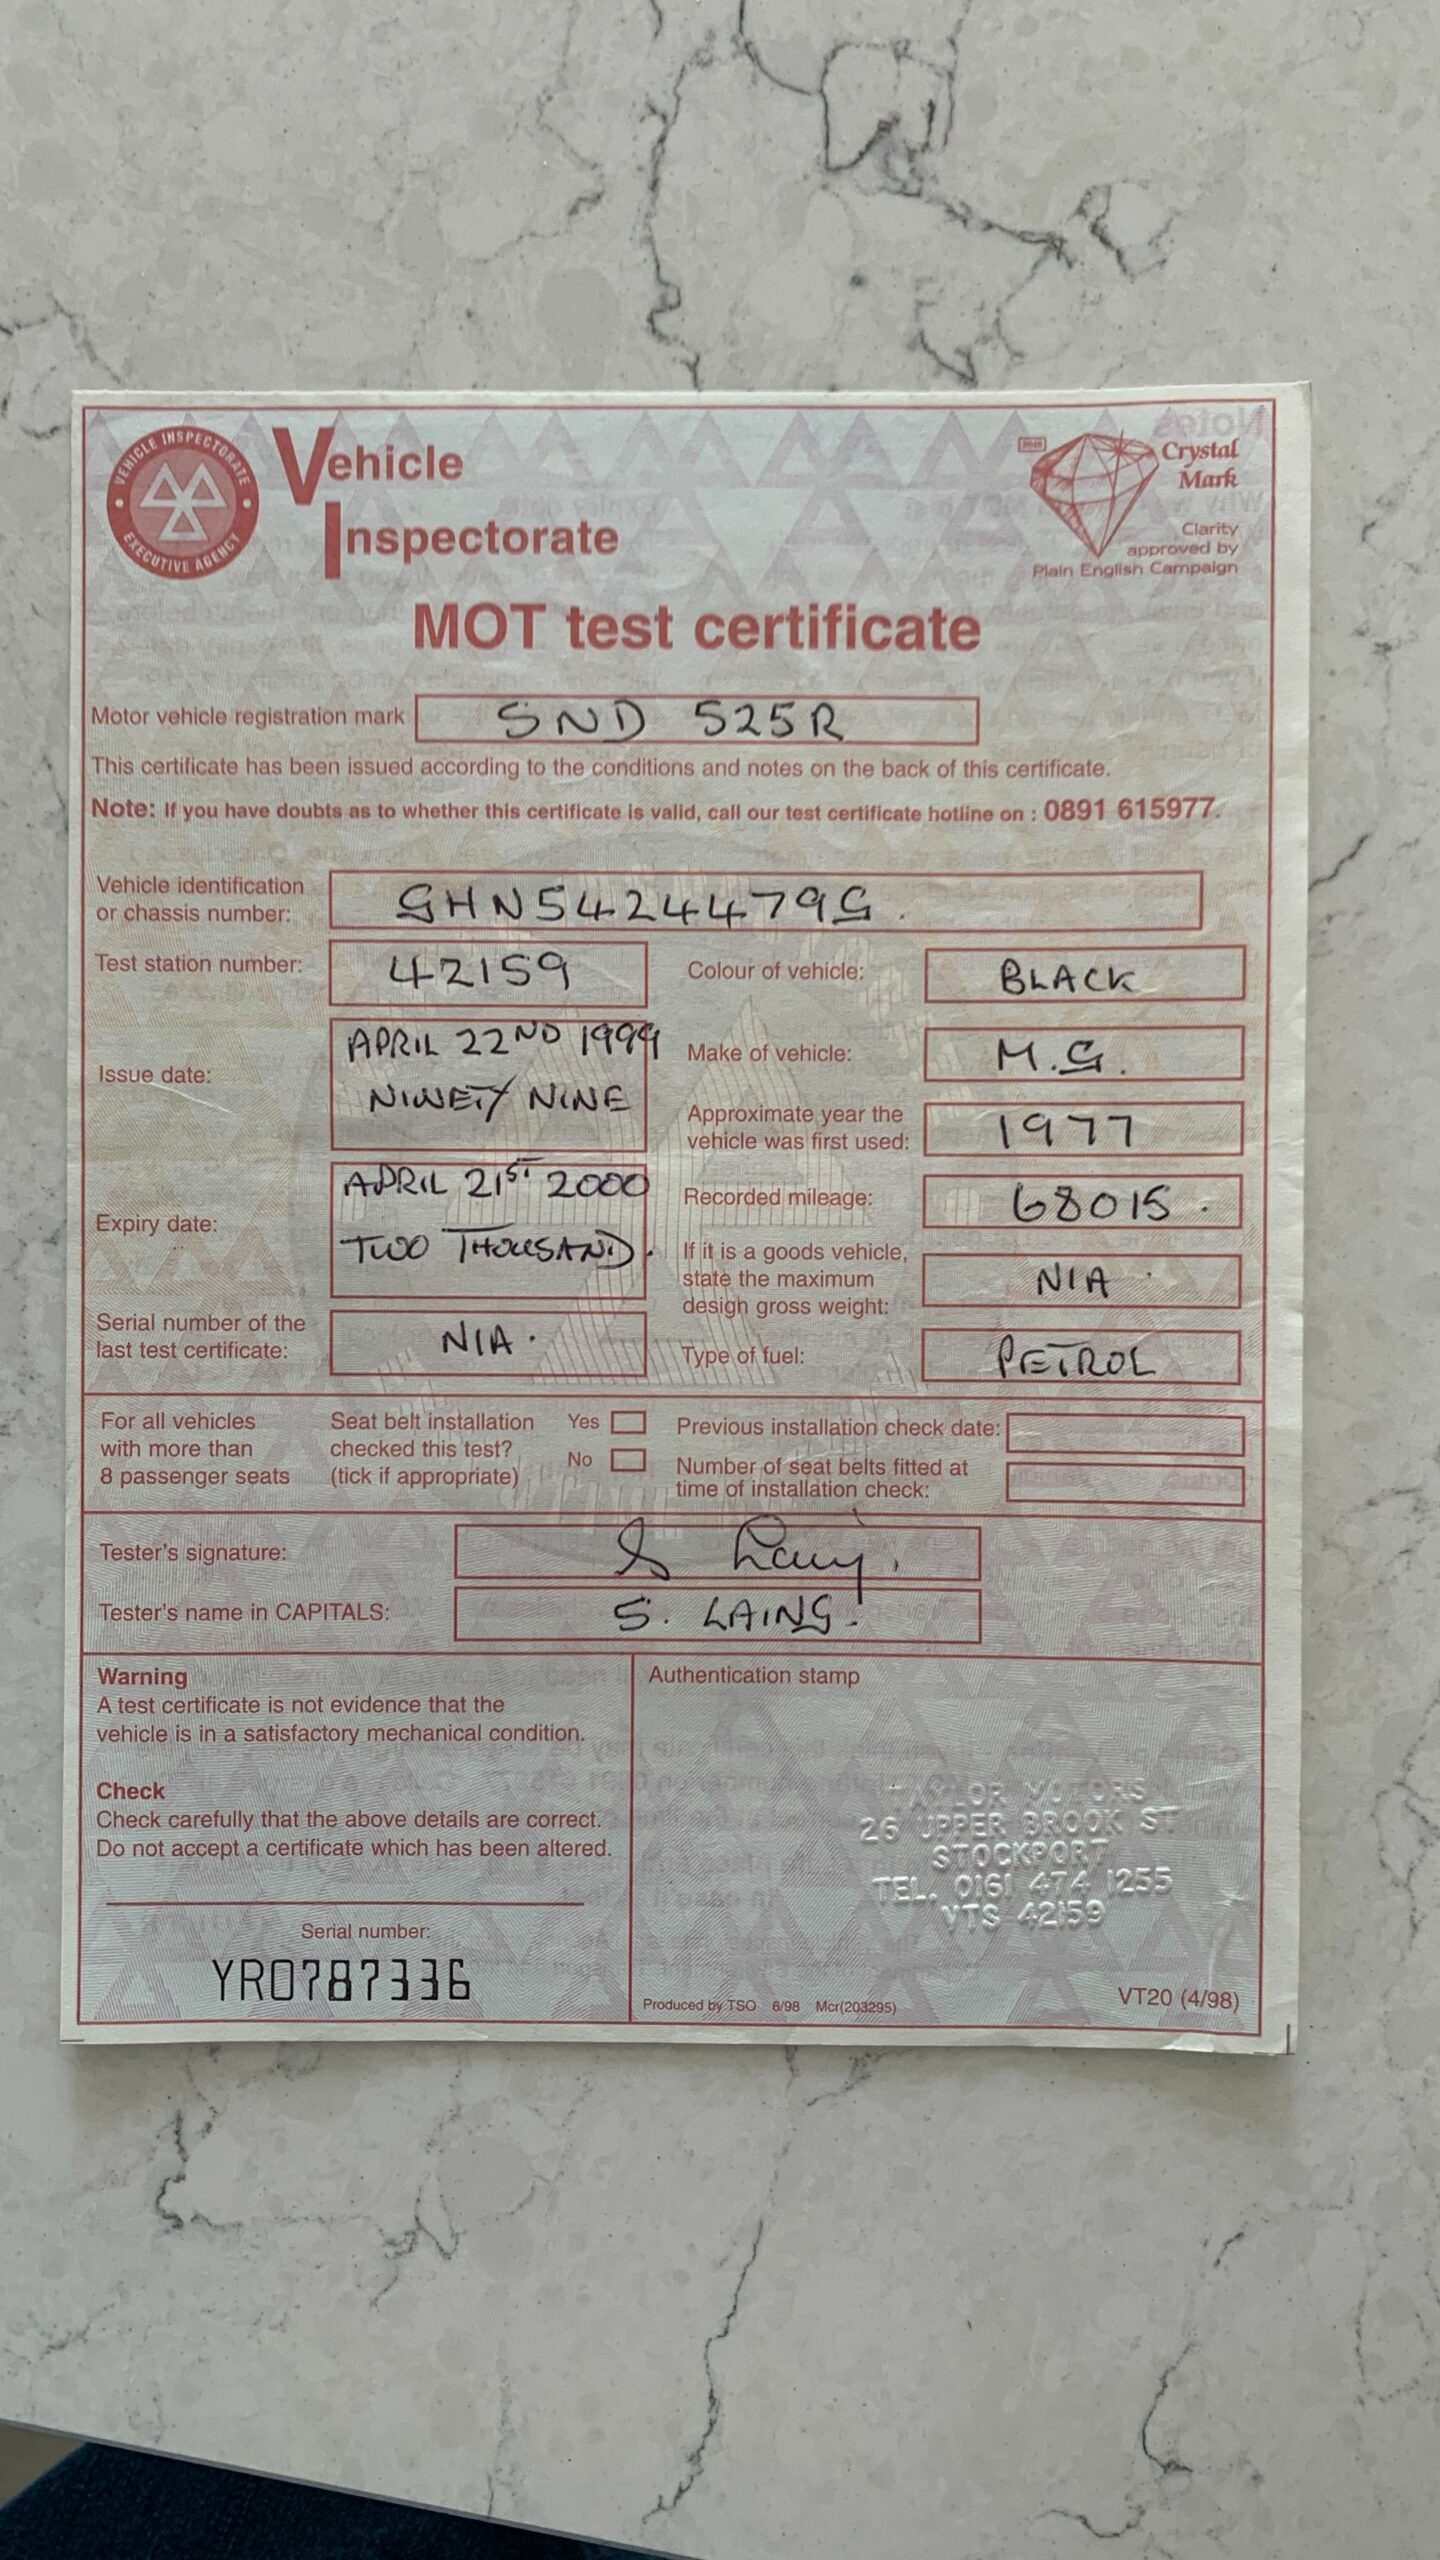 VEHICLE INSPECTORATE
EXECUTIVE AGENCY
Vehicle
Inspectorate
Crystal
Mark
Clarity
approved by
Plain English Campaign
MOT test certificate
Motor vehicle registration mark SND 525R
This certificate has been issued according to the conditions and notes on the back of this certificate.
Note: If you have doubts as to whether this certificate is valid, call our test certificate hotline on : 0891 615977.
Vehicle identification
or chassis number: GHN5424479G.
Test station number: 42159
Colour of vehicle: BLACK
Issue date: APRIL 22ND 1999
NINETY NINE
Make of vehicle: M.G.
Approximate year the
vehicle was first used: 1977
Expiry date: APRIL 21ST 2000
TWO THOUSAND.
Recorded mileage: 68015.
If it is a goods vehicle,
state the maximum
design gross weight: N/A
Serial number of the
last test certificate: N/A.
Type of fuel: PETROL
For all vehicles
with more than
8 passenger seats
Seat belt installation
checked this test?
(tick if appropriate)
Yes
No
Previous installation check date:
Number of seat belts fitted at
time of installation check:
Tester's signature: S Laing.
Tester's name in CAPITALS: S. LAING.
Warning
A test certificate is not evidence that the
vehicle is in a satisfactory mechanical condition.
Check
Check carefully that the above details are correct.
Do not accept a certificate which has been altered.
Serial number:
YR0787336
Authentication stamp
TAYLOR MOTORS
26 UPPER BROOK ST
STOCKPORT
TEL. 0161 474 1255
VTS 42159
Produced by TSO 6/98 Mcr(203295)
VT20 (4/98)